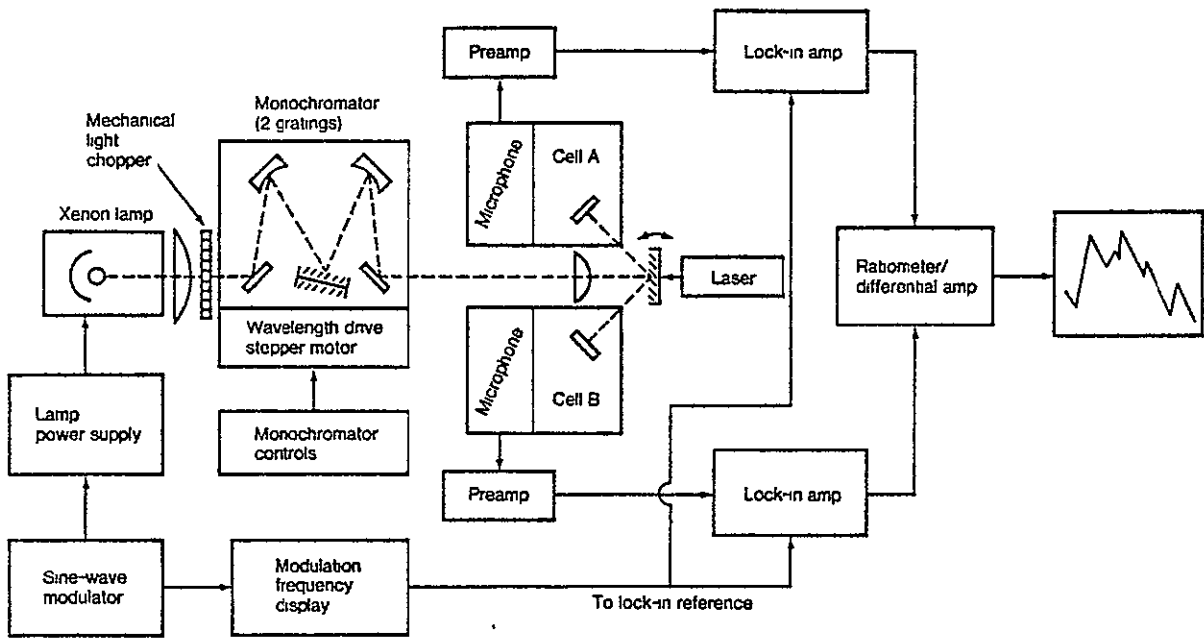 Preamp
Lock-in amp
Monochromator
(2 gratings)
Mechanical
light
chopper
Microphone
Cell A
Xenon lamp
Laser
Rabometer/
differential amp
Wavelength drive
stepper motor
Microphone
Cell B
Lamp
power supply
Monochromator
controls
Preamp
Lock-in amp
Sine-wave
modulator
Modulation
frequency
display
To lock-in reference